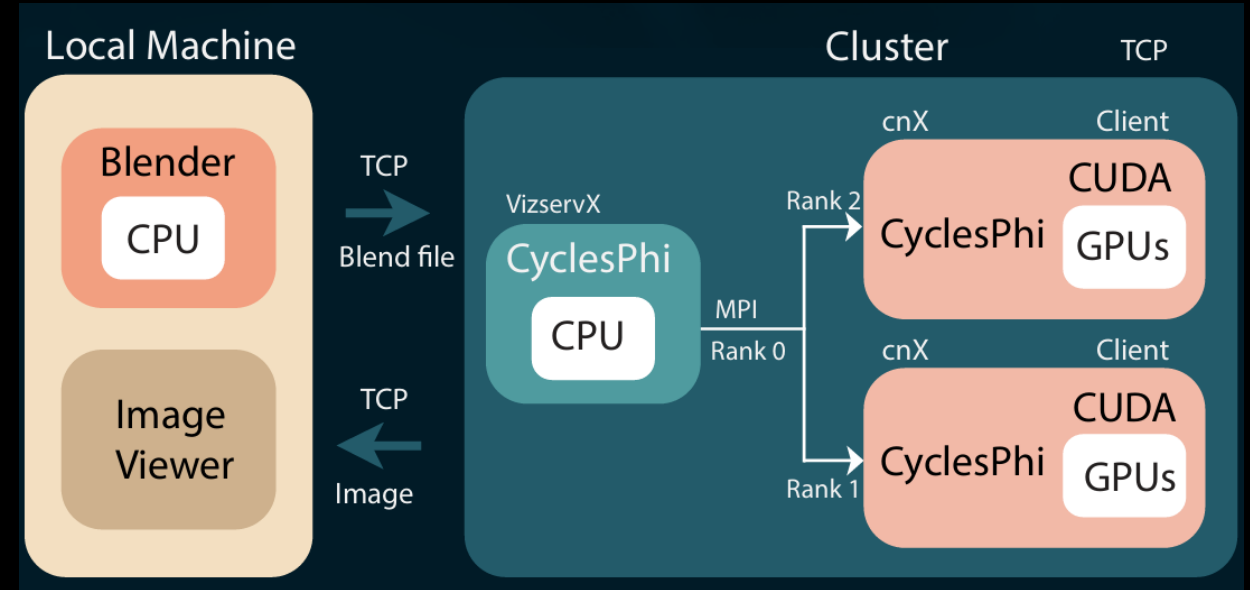 Local Machine
Cluster
TCP
Blender
CPU
Image
Viewer
TCP
Blend file
TCP
Image
VizservX
CyclesPhi
CPU
MPI
Rank 0
Rank 2
Rank 1
cnX
Client
CUDA
CyclesPhi
GPUs
cnX
Client
CUDA
CyclesPhi
GPUs